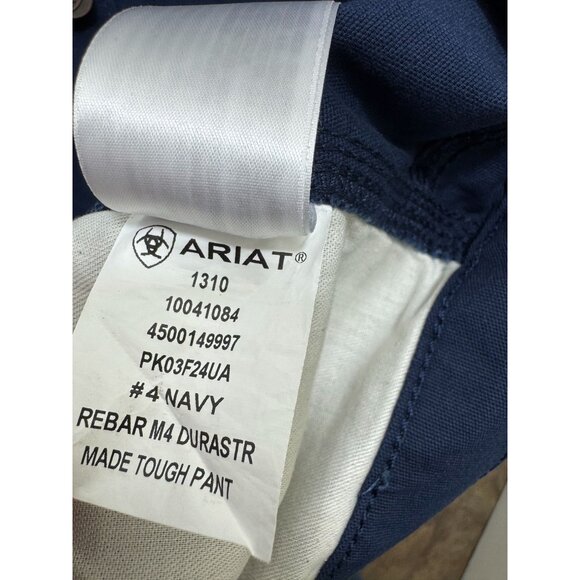 ARIAT®
1310
10041084
4500149997
PK03F24UA
#4 NAVY
REBAR M4 DURASTR
MADE TOUGH PANT